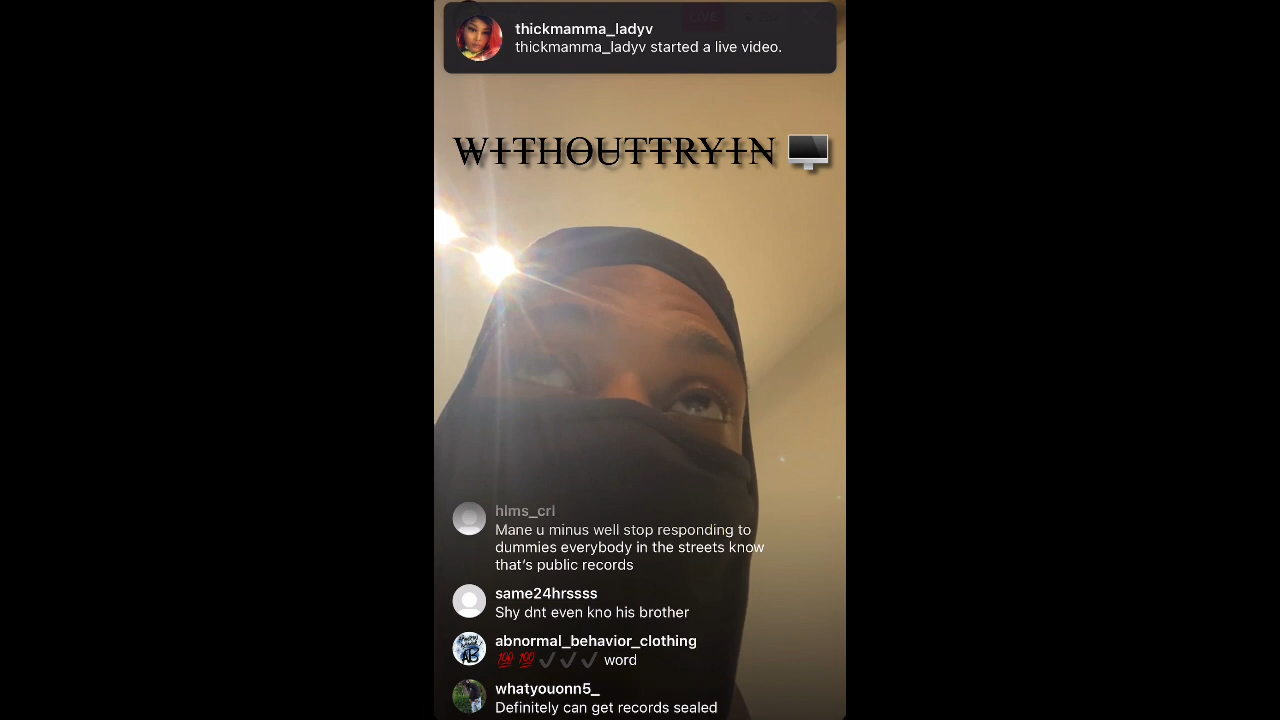 thickmamma_ladyv
thickmamma_ladyv started a live video.
LIVE
WITHOUTTRYIN
hlms_crl
Mane u minus well stop responding to
dummies everybody in the streets know
that’s public records
same24hrssss
Shy dnt even kno his brother
abnormal_behavior_clothing
💯 💯 ✔️ ✔️ ✔️ word
whatyouonn5_
Definitely can get records sealed